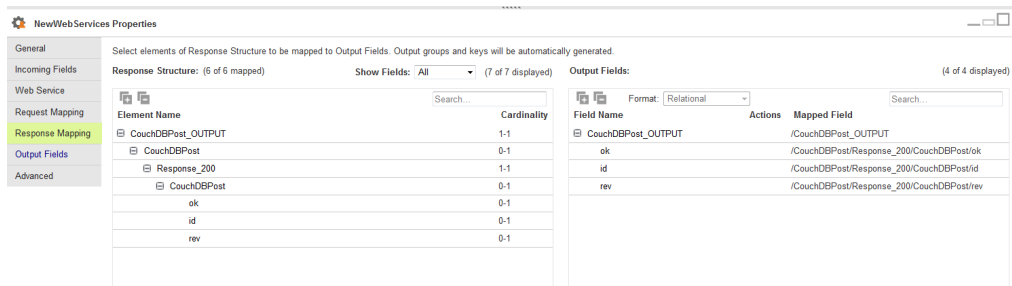 NewWebServices Properties
General
Incoming Fields
Web Service
Request Mapping
Response Mapping
Output Fields
Advanced
Select elements of Response Structure to be mapped to Output Fields. Output groups and keys will be automatically generated.
Response Structure: (6 of 6 mapped) Show Fields: All (7 of 7 displayed)
Search...
Element Name Cardinality
CouchDBPost_OUTPUT 1-1
CouchDBPost 0-1
Response_200 1-1
CouchDBPost 0-1
ok 0-1
id 0-1
rev 0-1
Output Fields: (4 of 4 displayed)
Format: Relational Search...
Field Name Actions Mapped Field
CouchDBPost_OUTPUT /CouchDBPost_OUTPUT
ok /CouchDBPost/Response_200/CouchDBPost/ok
id /CouchDBPost/Response_200/CouchDBPost/id
rev /CouchDBPost/Response_200/CouchDBPost/rev